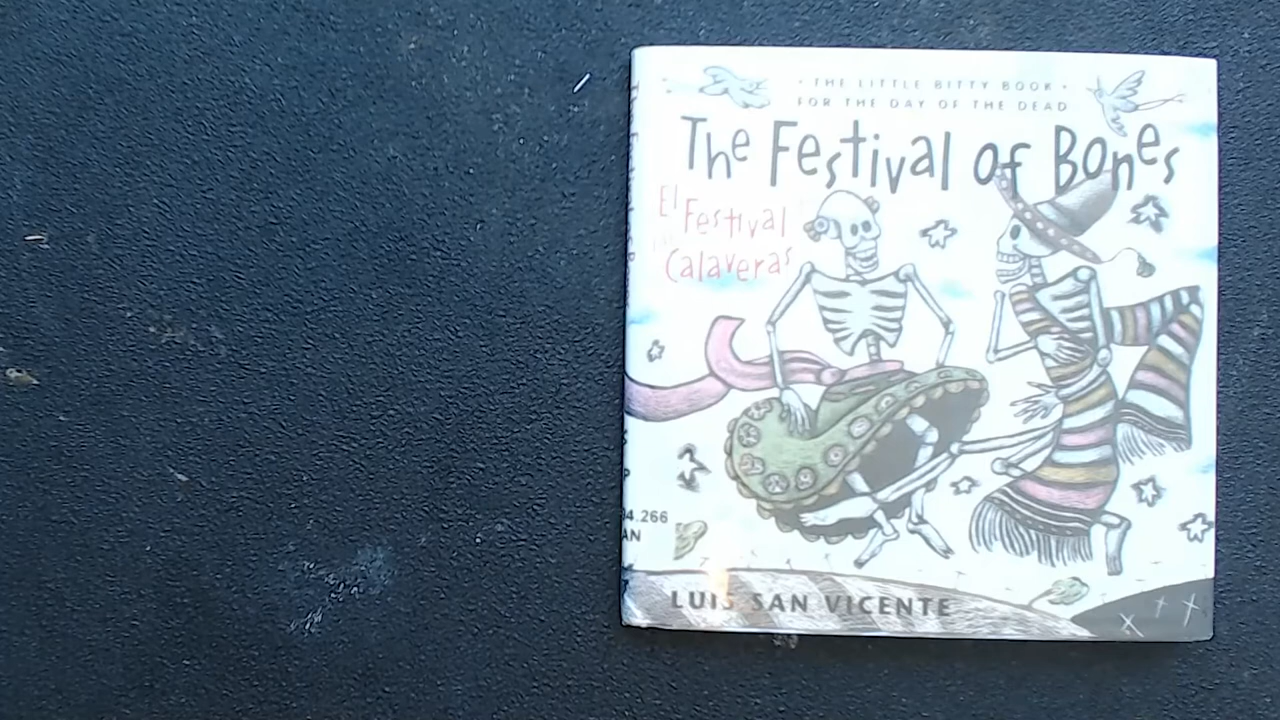 · THE LITTLE BITTY BOOK ·
FOR THE DAY OF THE DEAD
The Festival of Bones
El Festival
Calaveras
LUIS SAN VICENTE
94.266
AN